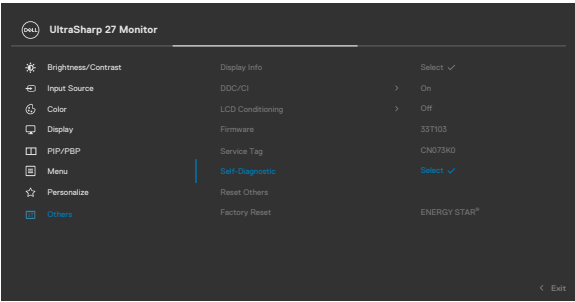 DELL UltraSharp 27 Monitor
Brightness/Contrast Display Info Select ✓
Input Source DDC/CI > On
Color LCD Conditioning > Off
Display Firmware 33T103
PIP/PBP Service Tag CN073K0
Menu Self-Diagnostic Select ✓
Personalize Reset Others
Others Factory Reset ENERGY STAR®
< Exit